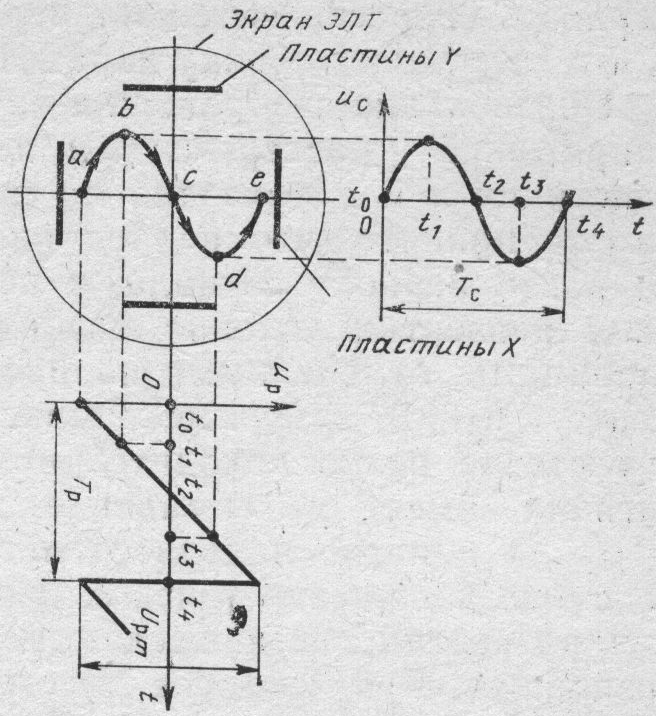 Экран ЭЛТ
Пластины Y
u_c
b
a
c
e
d
t_0
0
t_1
t_2
t_3
t_4
t
T_c
Пластины X
0
u_p
t_0
t_1
t_2
t_3
t_4
T_p
U_pm
t